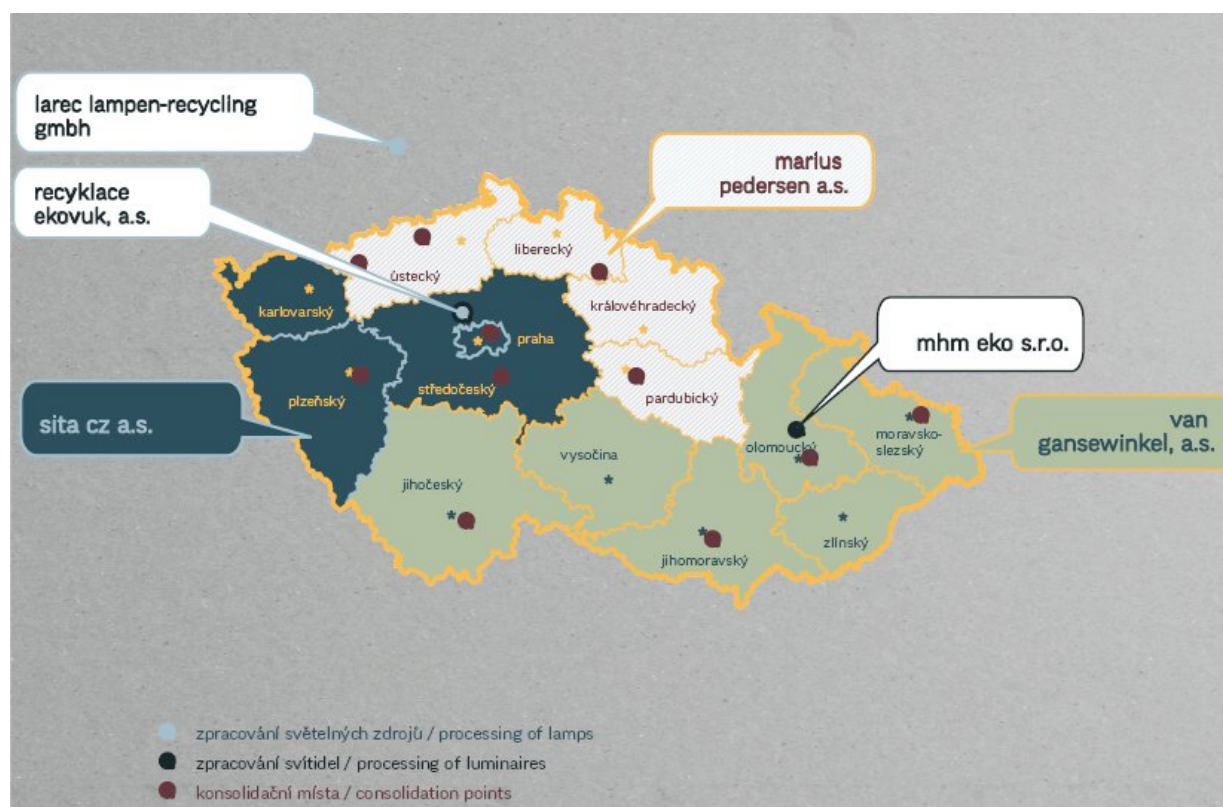 larec lampen-recycling
gmbh
recyklace
ekovuk, a.s.
marius
pedersen a.s.
liberecký
ústecký
karlovarský
královéhradecký
praha
mhm eko s.r.o.
plzeňský
středočeský
pardubický
sita cz a.s.
van
gansewinkel, a.s.
olomoucký
moravsko-
slezský
vysočina
jihočeský
zlínský
jihomoravský
zpracování světelných zdrojů / processing of lamps
zpracování svítidel / processing of luminaires
konsolidační místa / consolidation points